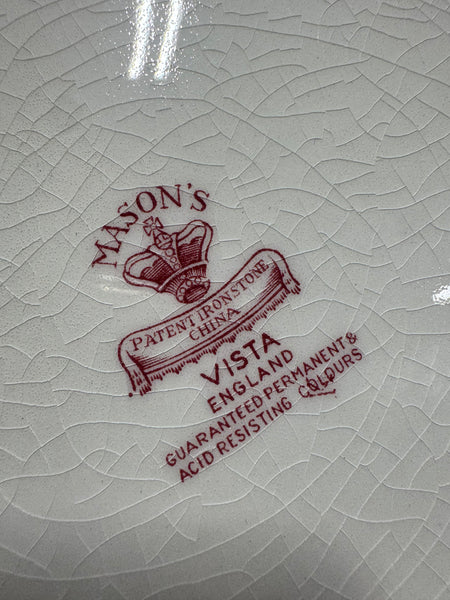 MASON'S
PATENT IRONSTONE
CHINA
VISTA
ENGLAND
GUARANTEED PERMANENT &
ACID RESISTING COLOURS